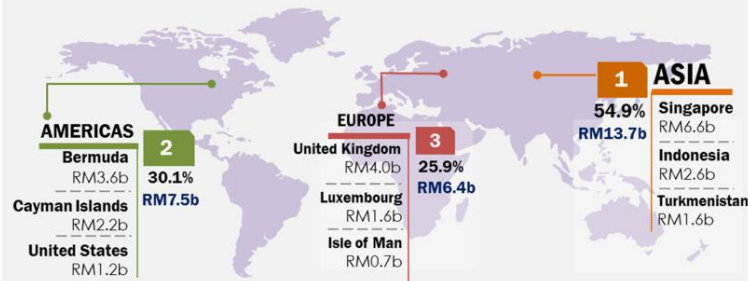 AMERICAS
2
30.1%
RM7.5b
Bermuda
RM3.6b
Cayman Islands
RM2.2b
United States
RM1.2b
EUROPE
3
25.9%
RM6.4b
United Kingdom
RM4.0b
Luxembourg
RM1.6b
Isle of Man
RM0.7b
1
ASIA
54.9%
RM13.7b
Singapore
RM6.6b
Indonesia
RM2.6b
Turkmenistan
RM1.6b